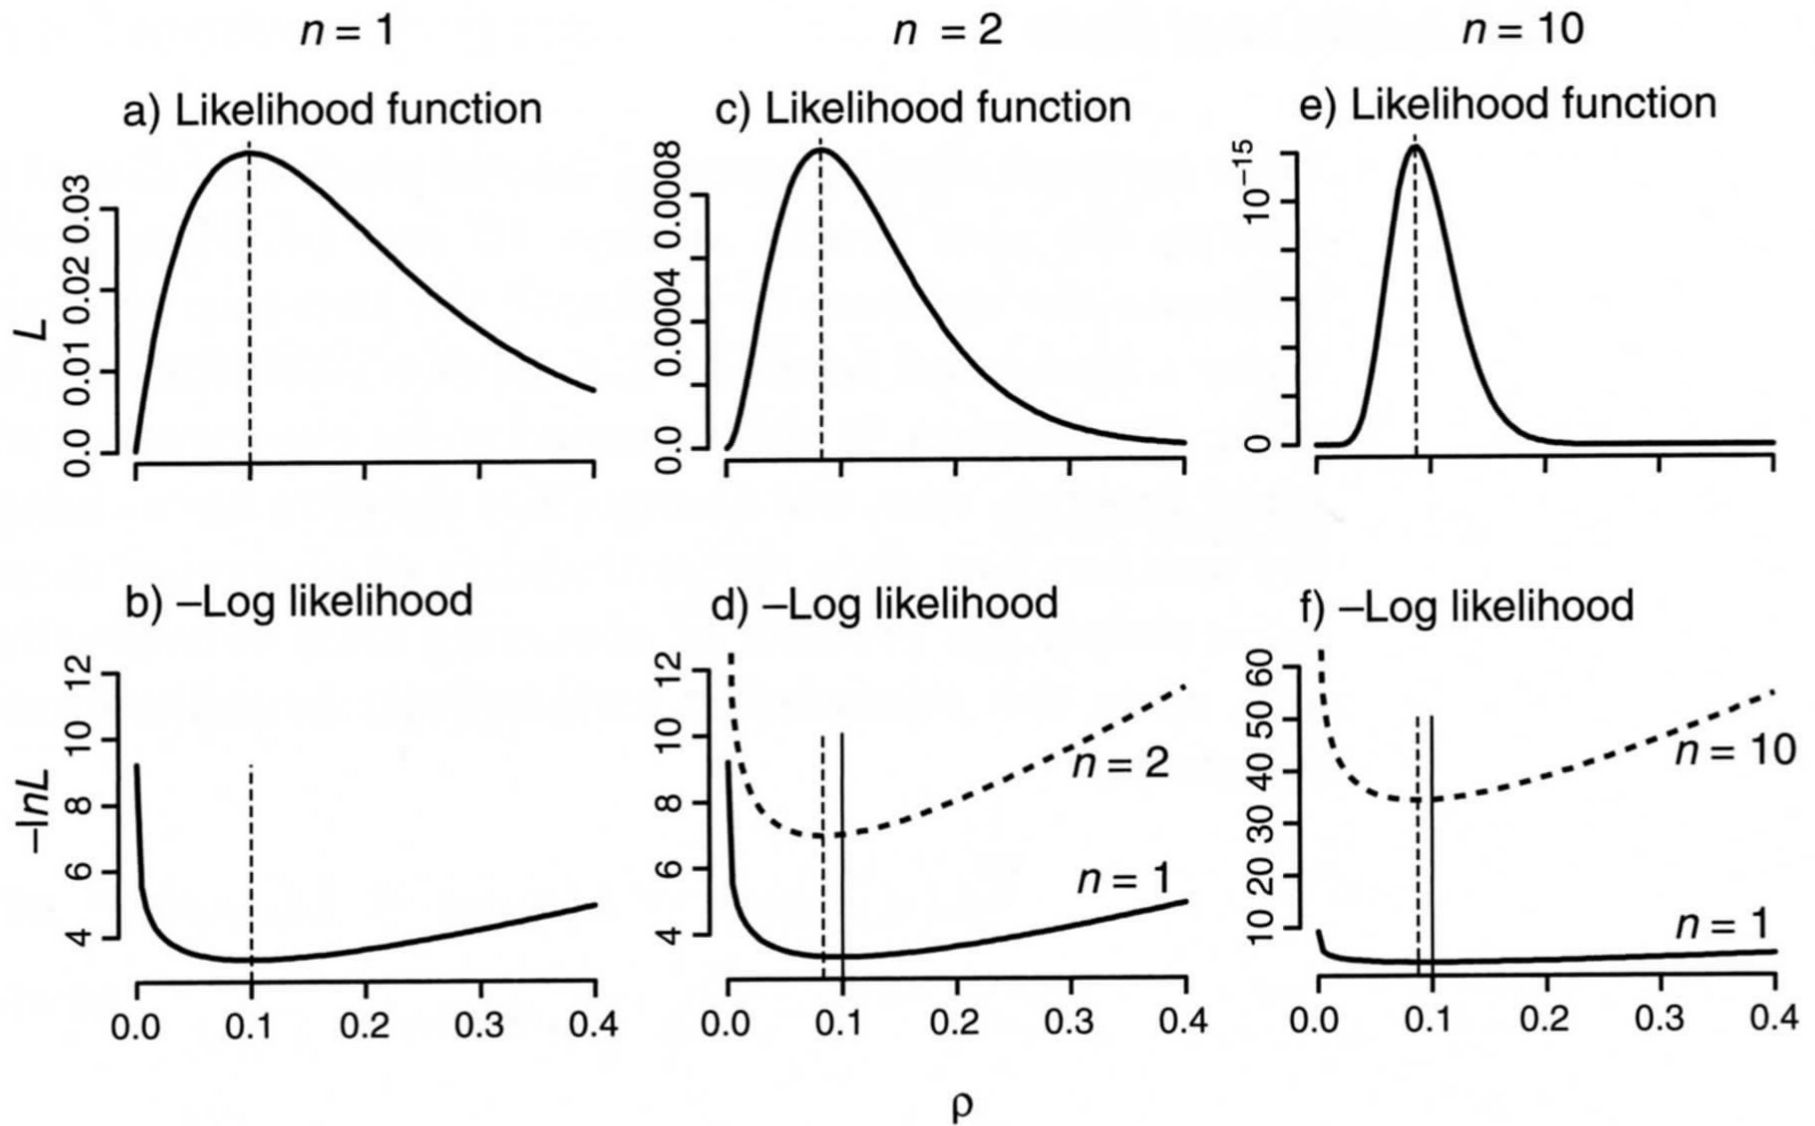 n = 1
n = 2
n = 10
a) Likelihood function
c) Likelihood function
e) Likelihood function
L
0.0 0.01 0.02 0.03
0.0 0.0004 0.0008
0 10−15
b) –Log likelihood
d) –Log likelihood
f) –Log likelihood
–lnL
4 6 8 10 12
4 6 8 10 12
10 20 30 40 50 60
n = 2
n = 1
n = 10
n = 1
0.0 0.1 0.2 0.3 0.4
0.0 0.1 0.2 0.3 0.4
0.0 0.1 0.2 0.3 0.4
ρ